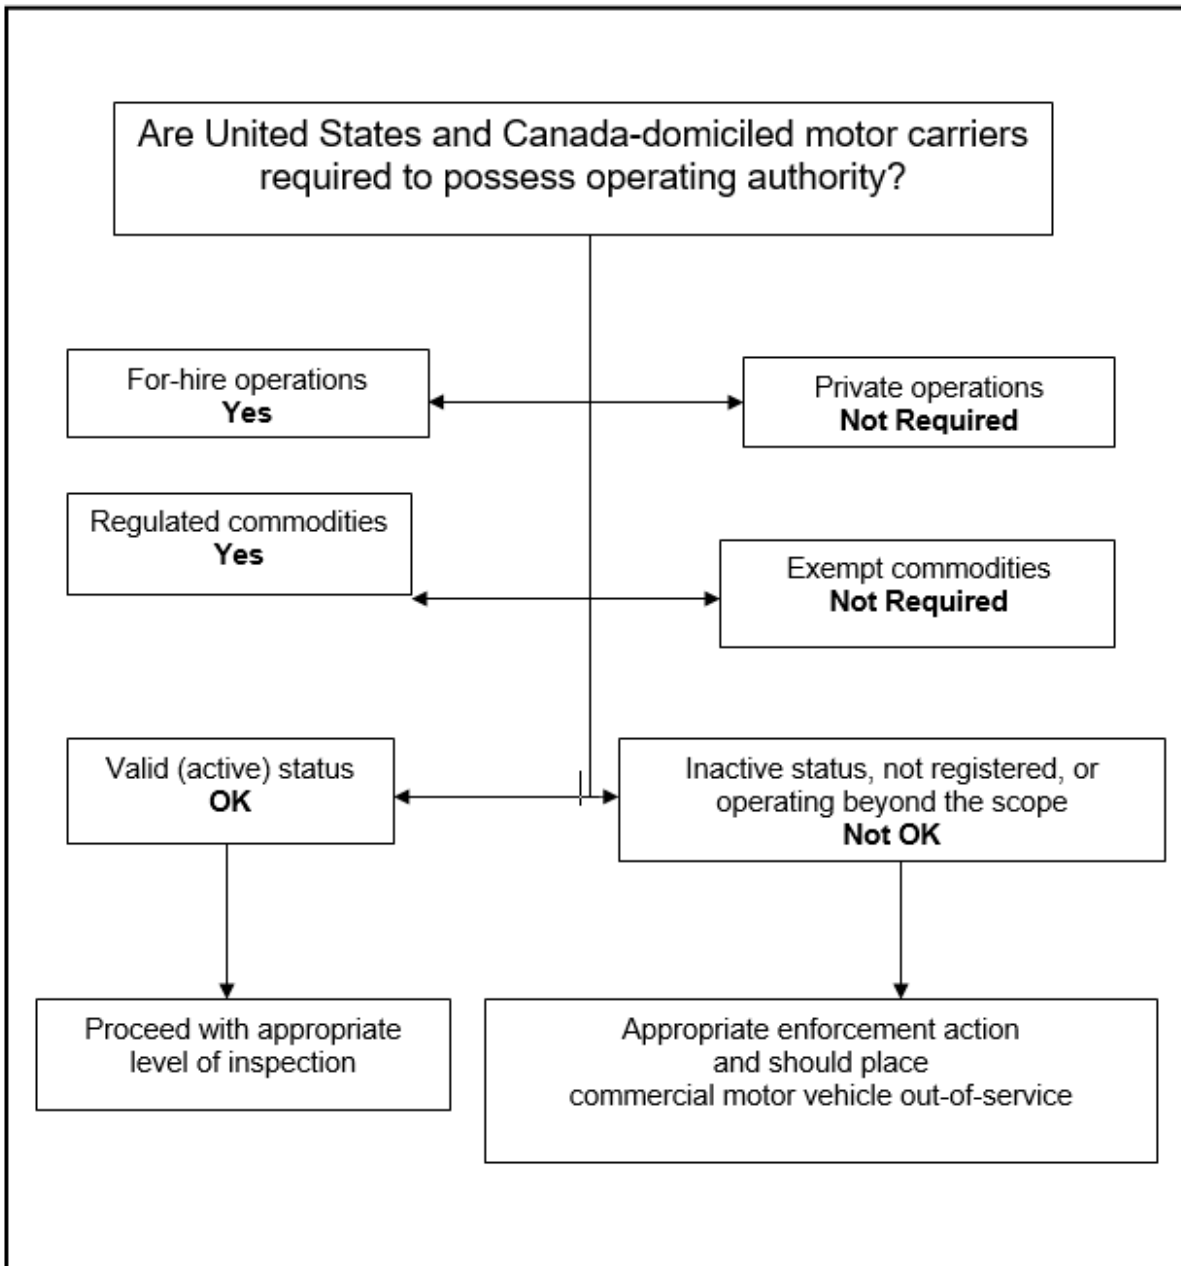 Are United States and Canada-domiciled motor carriers
required to possess operating authority?
For-hire operations
Yes
Private operations
Not Required
Regulated commodities
Yes
Exempt commodities
Not Required
Valid (active) status
OK
Inactive status, not registered, or
operating beyond the scope
Not OK
Proceed with appropriate
level of inspection
Appropriate enforcement action
and should place
commercial motor vehicle out-of-service